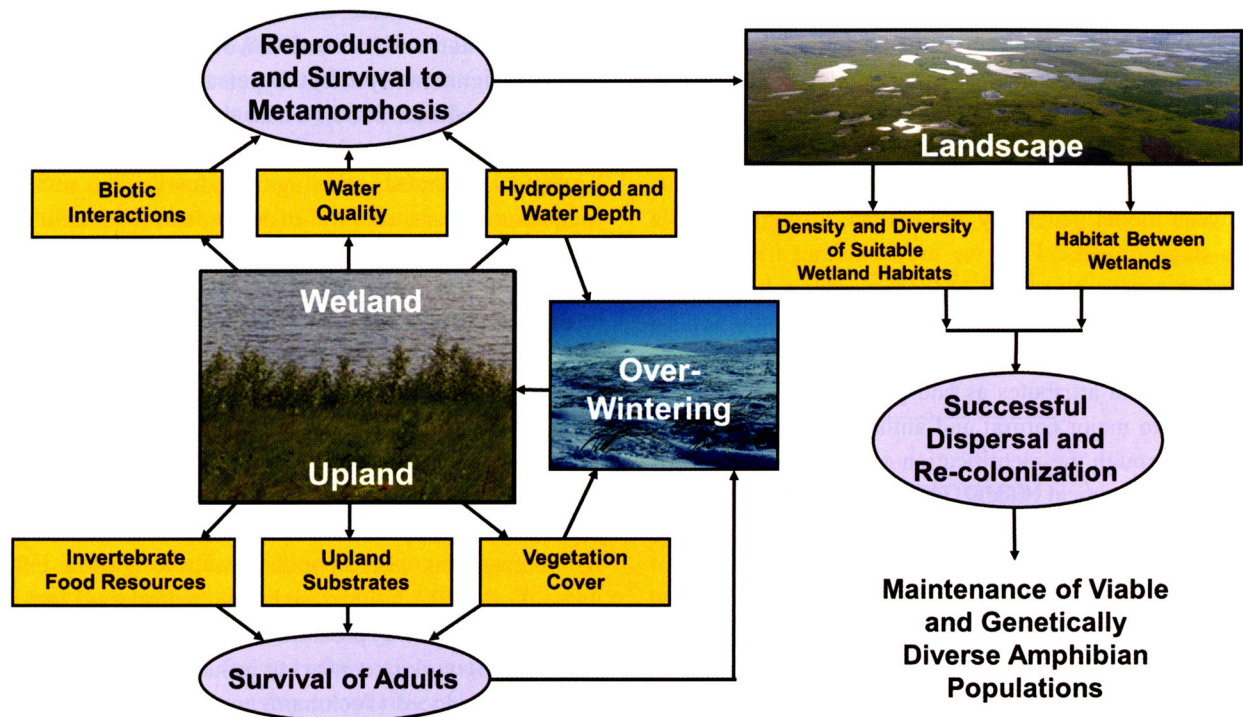 Reproduction
and Survival to
Metamorphosis
Landscape
Biotic
Interactions
Water
Quality
Hydroperiod and
Water Depth
Density and Diversity
of Suitable
Wetland Habitats
Habitat Between
Wetlands
Wetland
Upland
Over-
Wintering
Successful
Dispersal and
Re-colonization
Invertebrate
Food Resources
Upland
Substrates
Vegetation
Cover
Survival of Adults
Maintenance of Viable
and Genetically
Diverse Amphibian
Populations